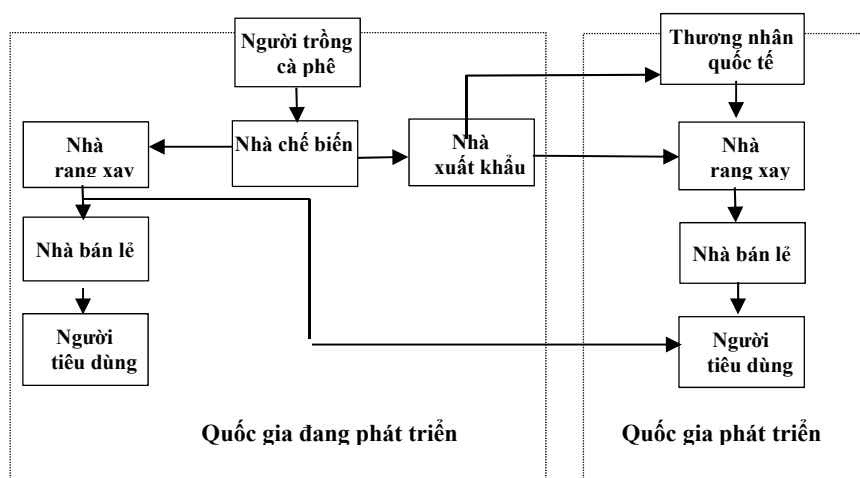 Người trồng
cà phê
Thương nhân
quốc tế
Nhà
rang xay
Nhà chế biến
Nhà
xuất khẩu
Nhà
rang xay
Nhà bán lẻ
Nhà bán lẻ
Người
tiêu dùng
Người
tiêu dùng
Quốc gia đang phát triển
Quốc gia phát triển